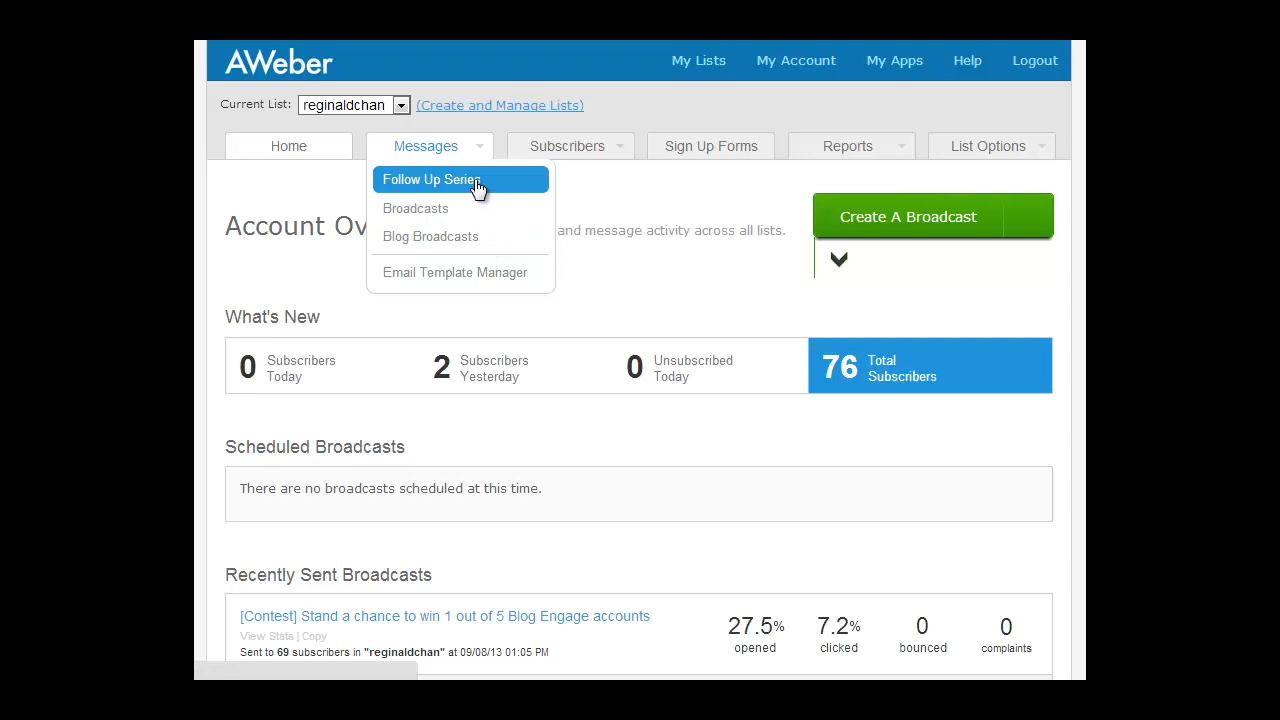 AWeber
My Lists My Account My Apps Help Logout
Current List: reginaldchan (Create and Manage Lists)
Home Messages Subscribers Sign Up Forms Reports List Options
Follow Up Series
Broadcasts
Blog Broadcasts
Email Template Manager
Account Ov and message activity across all lists.
Create A Broadcast
What's New
0 Subscribers Today
2 Subscribers Yesterday
0 Unsubscribed Today
76 Total Subscribers
Scheduled Broadcasts
There are no broadcasts scheduled at this time.
Recently Sent Broadcasts
[Contest] Stand a chance to win 1 out of 5 Blog Engage accounts
View Stats | Copy
Sent to 69 subscribers in "reginaldchan" at 09/08/13 01:05 PM
27.5% opened
7.2% clicked
0 bounced
0 complaints